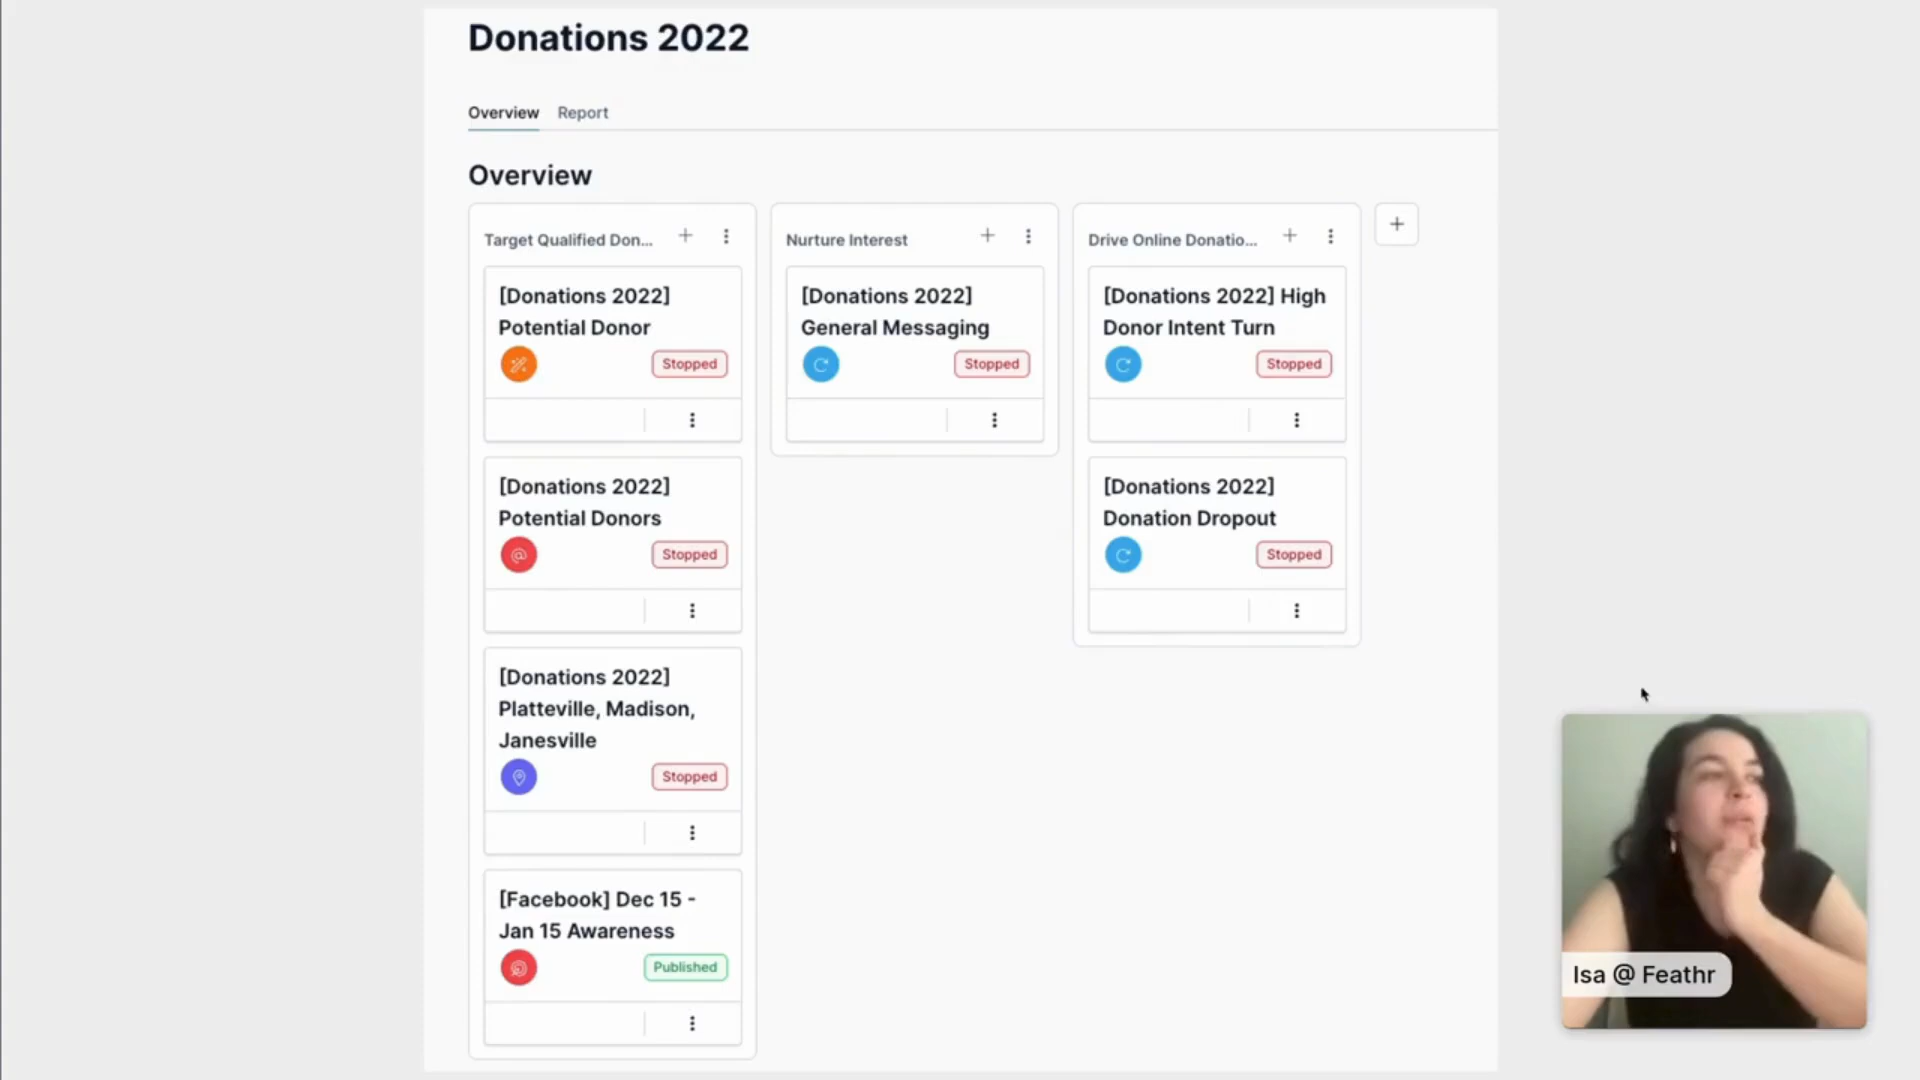 Donations 2022
Overview Report
Overview
Target Qualified Don...
[Donations 2022]
Potential Donor
Stopped
[Donations 2022]
Potential Donors
Stopped
[Donations 2022]
Platteville, Madison,
Janesville
Stopped
[Facebook] Dec 15 -
Jan 15 Awareness
Published
Nurture Interest
[Donations 2022]
General Messaging
Stopped
Drive Online Donatio...
[Donations 2022] High
Donor Intent Turn
Stopped
[Donations 2022]
Donation Dropout
Stopped
Isa @ Feathr